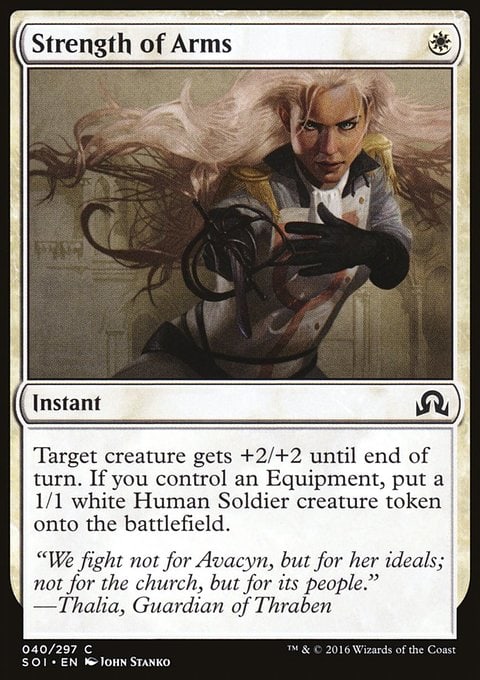 Strength of Arms
Instant
Target creature gets +2/+2 until end of
turn. If you control an Equipment, put a
1/1 white Human Soldier creature token
onto the battlefield.
“We fight not for Avacyn, but for her ideals;
not for the church, but for its people.”
—Thalia, Guardian of Thraben
040/297 C
SOI • EN John Stanko
™ & © 2016 Wizards of the Coast